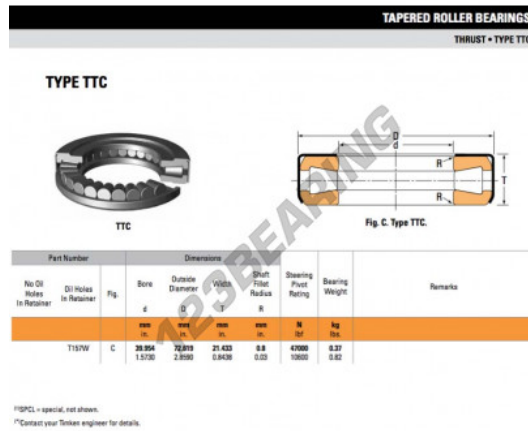 TAPERED ROLLER BEARINGS
THRUST • TYPE TTC
TYPE TTC
TTC
D
d
R
T
R
Fig. C. Type TTC.
123BEARING
Part Number Dimensions
No Oil Holes In Retainer Oil Holes In Retainer Fig. Bore Outside Diameter Width Shaft Fillet Radius Steering Pivot Rating Bearing Weight Remarks
d D T R
mm mm mm mm N kg
in. in. in. in. lbf lbs.
T157W C 39.954 72.619 21.433 0.8 47000 0.37
1.5730 2.8590 0.8438 0.03 10600 0.82
(1)SPCL = special, not shown.
(*)Contact your Timken engineer for details.